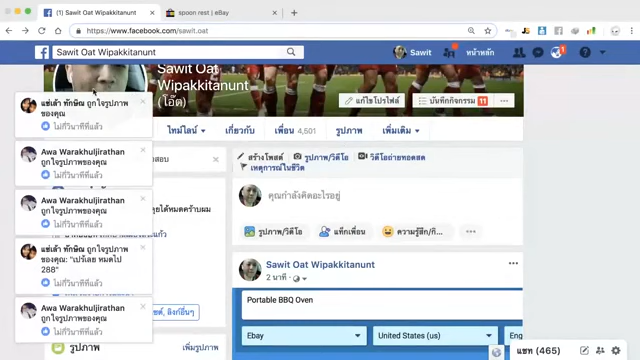 (1) Sawit Oat Wipakkitanunt
spoon rest | eBay
https://www.facebook.com/sawit.oat
Sawit Oat Wipakkitanunt
Sawit
หน้าหลัก
Sawit Oat
Wipakkitanunt
(โอ๊ต)
แก้ไขโปรไฟล์
บันทึกกิจกรรม 11
ไทม์ไลน์
เกี่ยวกับ
เพื่อน 4,501
รูปภาพ
เพิ่มเติม
แซ่เล้า ทักษิณ ถูกใจรูปภาพ
ของคุณ
ไม่กี่วินาทีที่แล้ว
Awa Warakhuljirathan
ถูกใจรูปภาพของคุณ
ไม่กี่วินาทีที่แล้ว
Awa Warakhuljirathan
ถูกใจรูปภาพของคุณ
ไม่กี่วินาทีที่แล้ว
แซ่เล้า ทักษิณ ถูกใจรูปภาพ
ของคุณ: "เปรี้ยเลย หมดไป
288"
Awa Warakhuljirathan
ถูกใจรูปภาพของคุณ
ไม่กี่วินาทีที่แล้ว
รูปภาพ
เพิ่มรูปภาพ
สร้างโพสต์
รูปภาพ/วิดีโอ
วิดีโอถ่ายทอดสด
เหตุการณ์ในชีวิต
คุณกำลังคิดอะไรอยู่
รูปภาพ/วิดีโอ
แท็กเพื่อน
ความรู้สึก/กิ
Sawit Oat Wipakkitanunt
2 นาที
Portable BBQ Oven
Ebay
United States (us)
Eng
แชท (465)